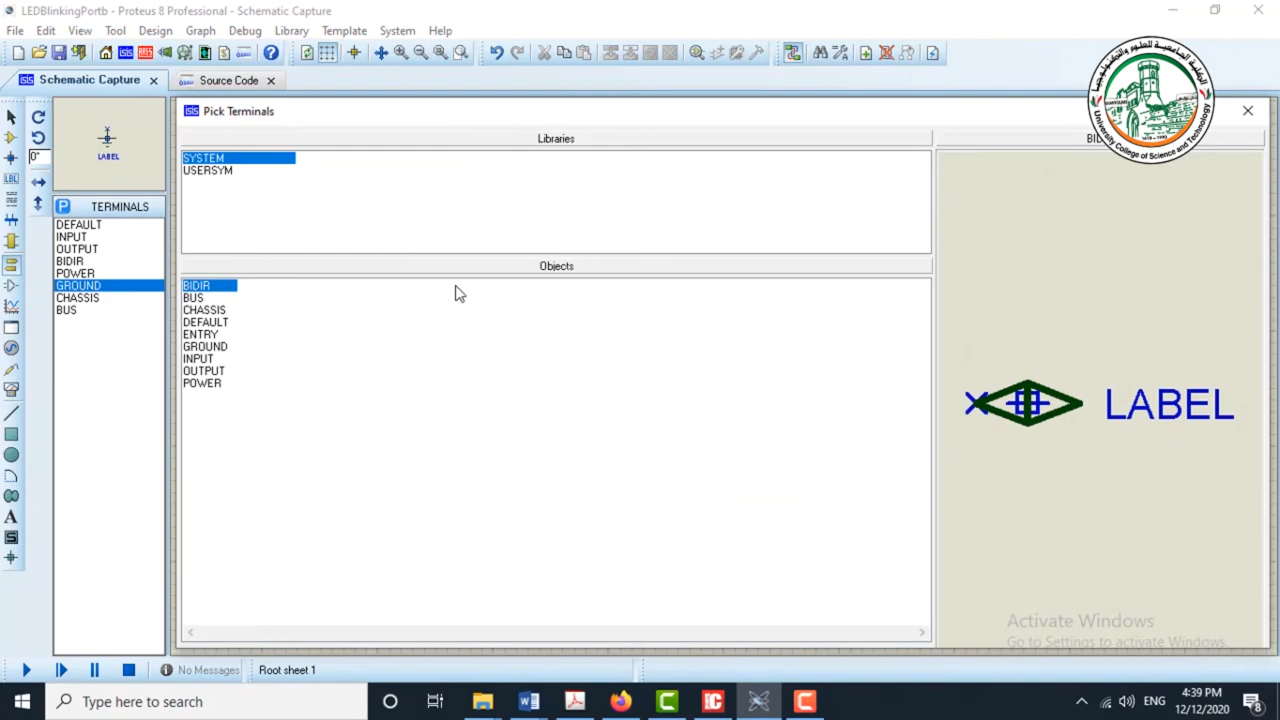 LEDBlinkingPortb - Proteus 8 Professional - Schematic Capture
File Edit View Tool Design Graph Debug Library Template System Help
Schematic Capture
Source Code
Pick Terminals
Libraries
SYSTEM
USERSYM
LABEL
0°
LBL
P TERMINALS
DEFAULT
INPUT
OUTPUT
BIDIR
POWER
GROUND
CHASSIS
BUS
Objects
BIDIR
BUS
CHASSIS
DEFAULT
ENTRY
GROUND
INPUT
OUTPUT
POWER
LABEL
University College of Science and Technology
Activate Windows
Go to Settings to activate Windows.
No Messages
Root sheet 1
Type here to search
ENG
4:39 PM
12/12/2020
8